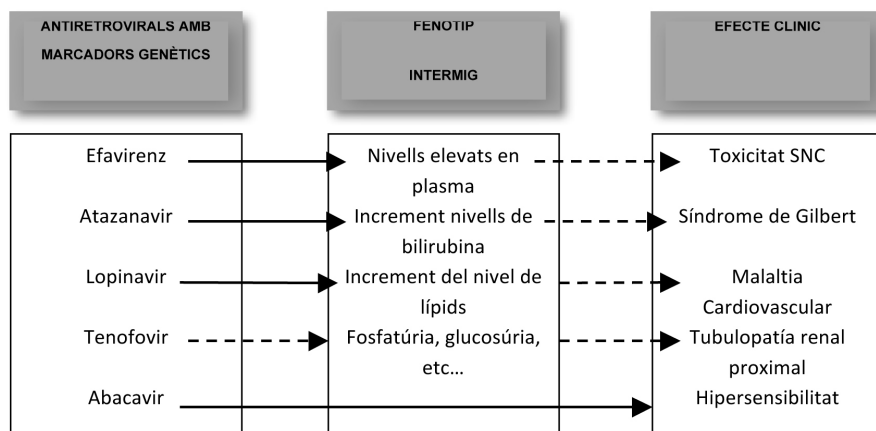 ANTIRETROVIRALS AMB
MARCADORS GENÈTICS
FENOTIP
INTERMIG
EFECTE CLINIC
Efavirenz
Nivells elevats en
plasma
Toxicitat SNC
Atazanavir
Increment nivells de
bilirubina
Síndrome de Gilbert
Lopinavir
Increment del nivel de
lípids
Malaltia
Cardiovascular
Tenofovir
Fosfatúria, glucosúria,
etc…
Tubulopatía renal
proximal
Abacavir
Hipersensibilitat